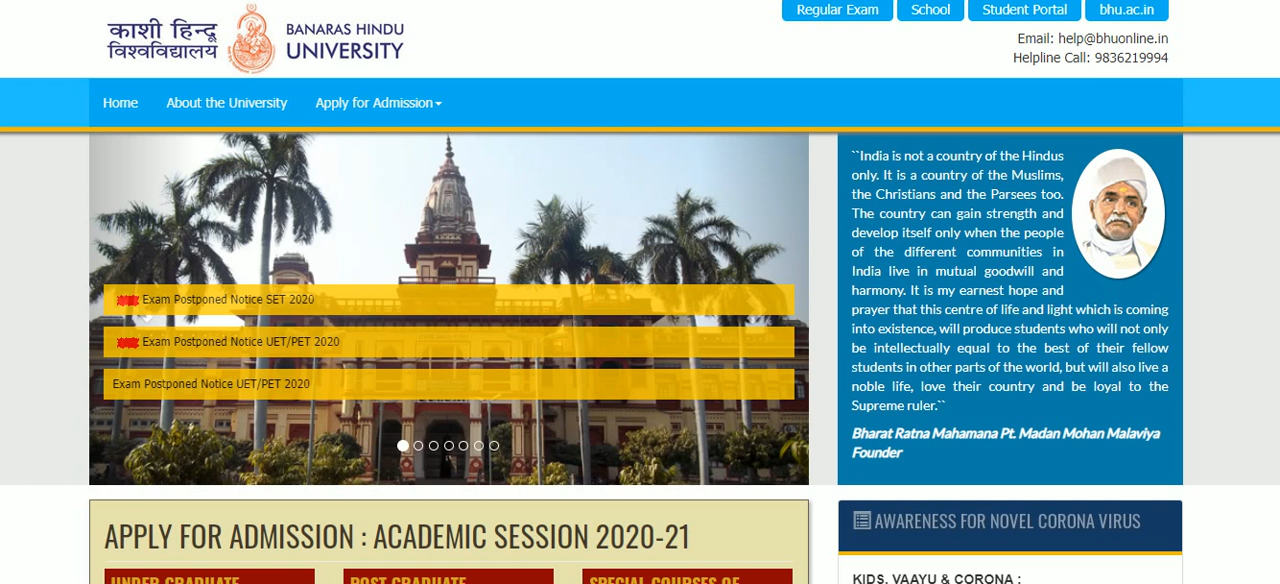 काशी हिन्दू
विश्वविद्यालय
BANARAS HINDU
UNIVERSITY
Regular Exam
School
Student Portal
bhu.ac.in
Email: help@bhuonline.in
Helpline Call: 9836219994
Home
About the University
Apply for Admission
Exam Postponed Notice SET 2020
Exam Postponed Notice UET/PET 2020
Exam Postponed Notice UET/PET 2020
``India is not a country of the Hindus
only. It is a country of the Muslims,
the Christians and the Parsees too.
The country can gain strength and
develop itself only when the people
of the different communities in
India live in mutual goodwill and
harmony. It is my earnest hope and
prayer that this centre of life and light which is coming
into existence, will produce students who will not only
be intellectually equal to the best of their fellow
students in other parts of the world, but will also live a
noble life, love their country and be loyal to the
Supreme ruler.``
Bharat Ratna Mahamana Pt. Madan Mohan Malaviya
Founder
APPLY FOR ADMISSION : ACADEMIC SESSION 2020-21
UNDER GRADUATE
POST GRADUATE
SPECIAL COURSES OF
AWARENESS FOR NOVEL CORONA VIRUS
KIDS, VAAYU & CORONA :